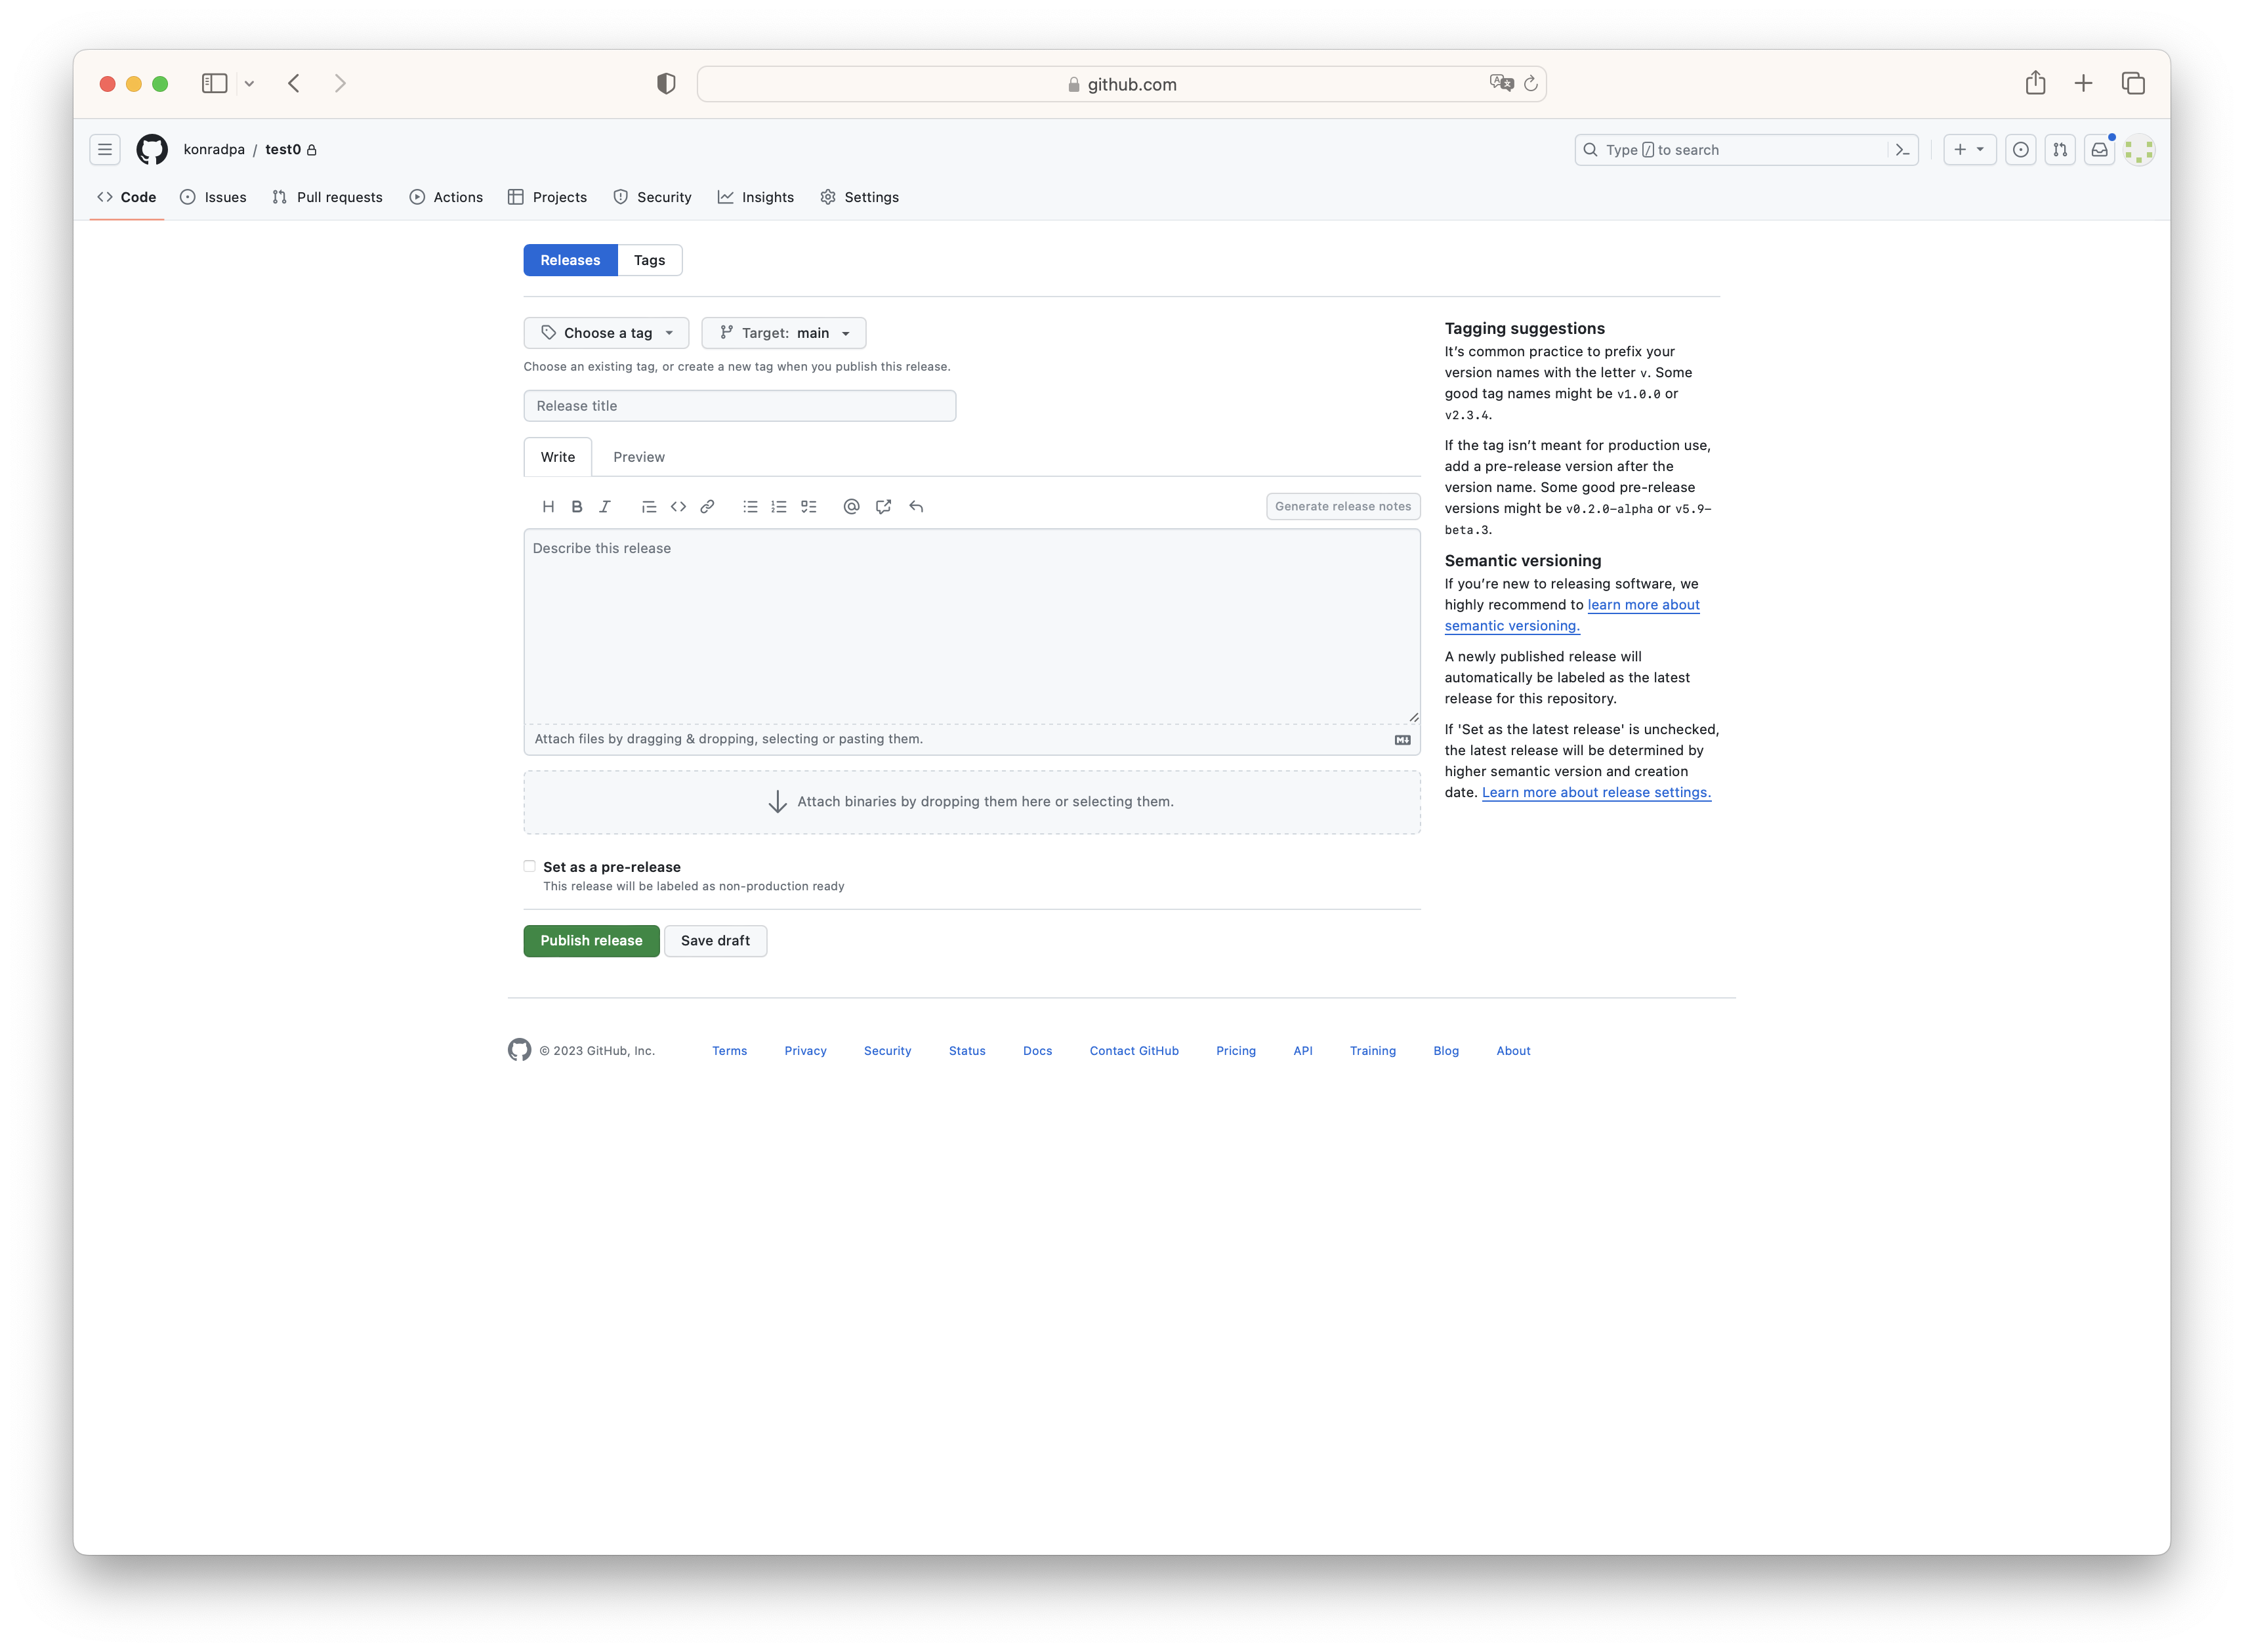 github.com
konradpa / test0
Type / to search
Code Issues Pull requests Actions Projects Security Insights Settings
Releases Tags
Choose a tag Target: main
Choose an existing tag, or create a new tag when you publish this release.
Release title
Write Preview
Generate release notes
Describe this release
Attach files by dragging & dropping, selecting or pasting them.
Attach binaries by dropping them here or selecting them.
Set as a pre-release
This release will be labeled as non-production ready
Publish release Save draft
Tagging suggestions
It’s common practice to prefix your
version names with the letter v. Some
good tag names might be v1.0.0 or
v2.3.4.
If the tag isn’t meant for production use,
add a pre-release version after the
version name. Some good pre-release
versions might be v0.2.0-alpha or v5.9-
beta.3.
Semantic versioning
If you’re new to releasing software, we
highly recommend to learn more about
semantic versioning.
A newly published release will
automatically be labeled as the latest
release for this repository.
If 'Set as the latest release' is unchecked,
the latest release will be determined by
higher semantic version and creation
date. Learn more about release settings.
© 2023 GitHub, Inc. Terms Privacy Security Status Docs Contact GitHub Pricing API Training Blog About